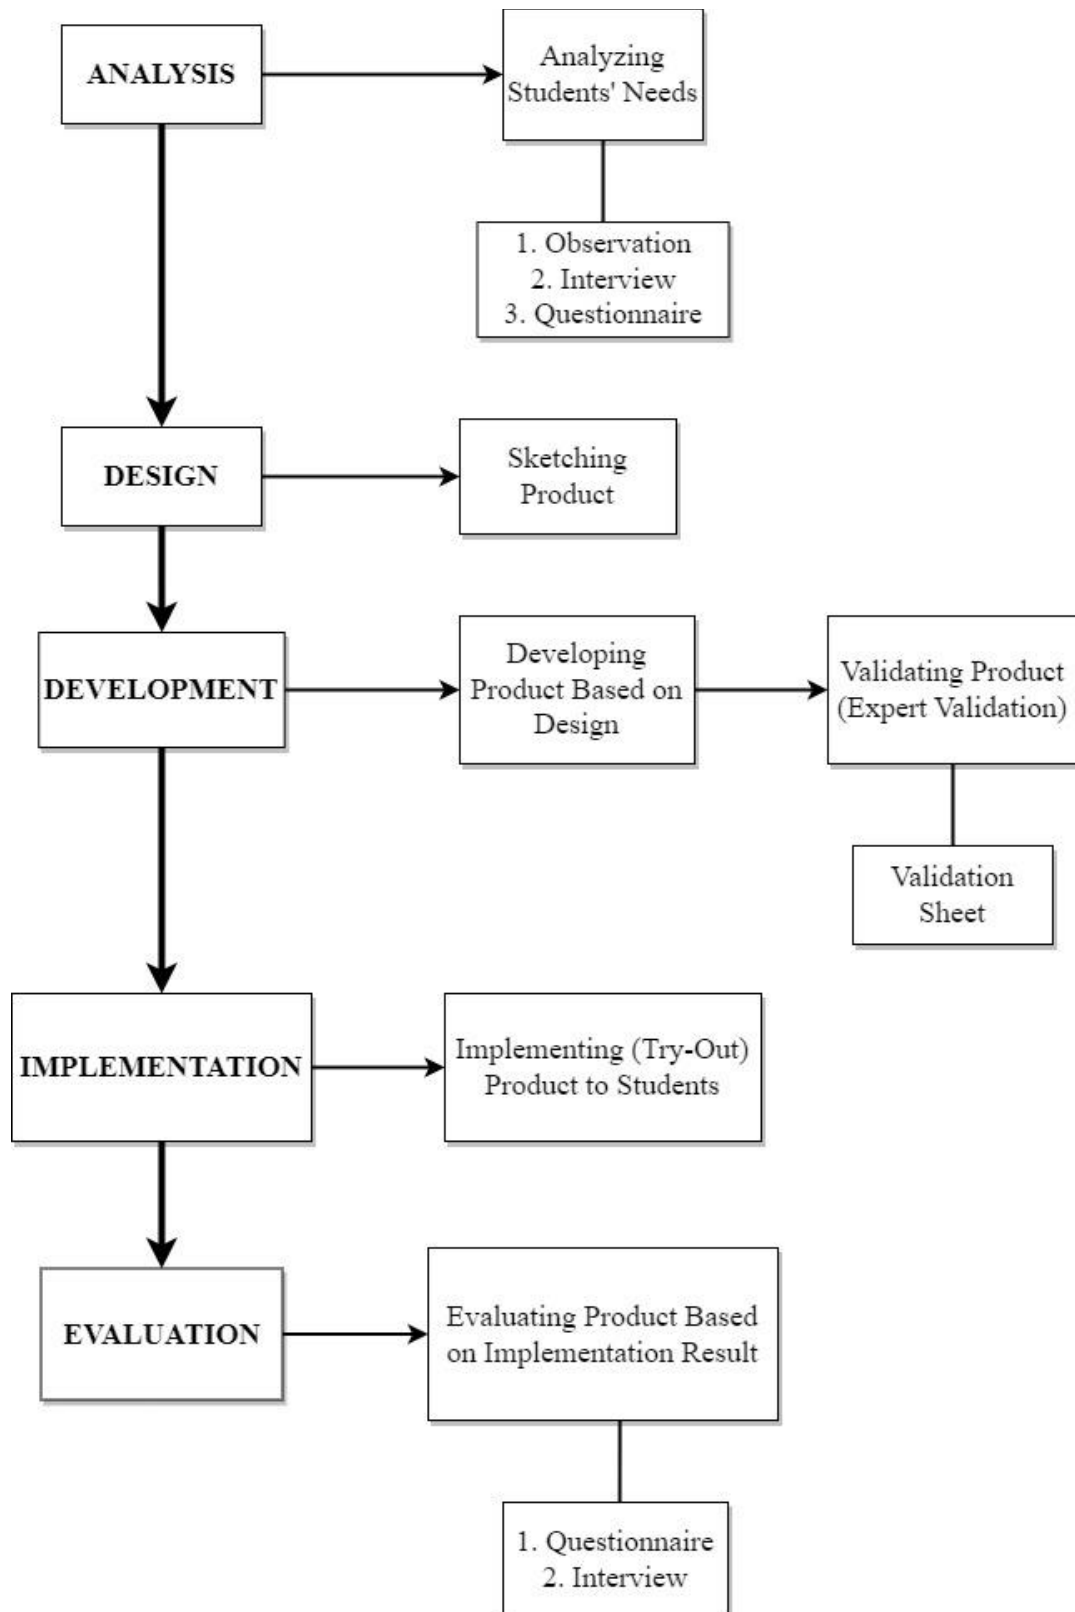 ANALYSIS
Analyzing
Students' Needs
1. Observation
2. Interview
3. Questionnaire
DESIGN
Sketching
Product
DEVELOPMENT
Developing
Product Based on
Design
Validating Product
(Expert Validation)
Validation
Sheet
IMPLEMENTATION
Implementing (Try-Out)
Product to Students
EVALUATION
Evaluating Product Based
on Implementation Result
1. Questionnaire
2. Interview